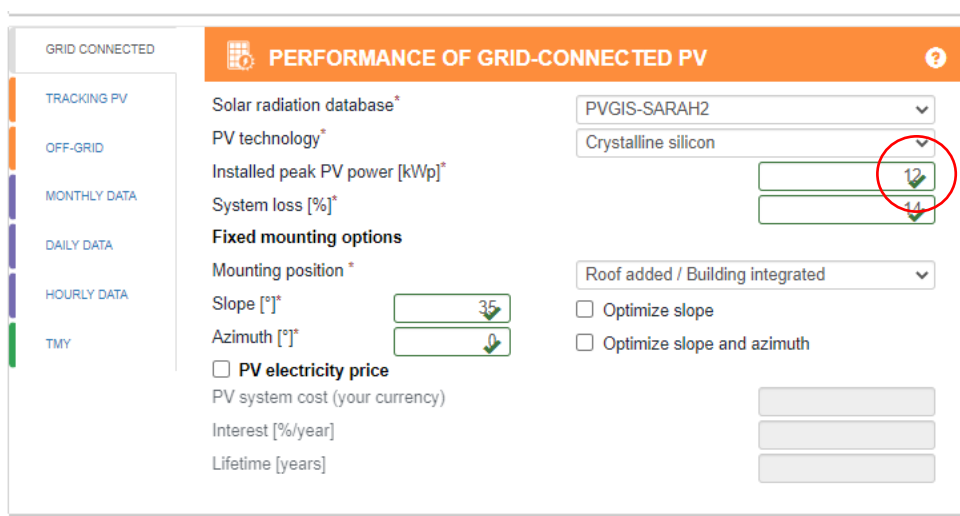 GRID CONNECTED
TRACKING PV
OFF-GRID
MONTHLY DATA
DAILY DATA
HOURLY DATA
TMY
PERFORMANCE OF GRID-CONNECTED PV ?
Solar radiation database* PVGIS-SARAH2
PV technology* Crystalline silicon
Installed peak PV power [kWp]* 12
System loss [%]* 14
Fixed mounting options
Mounting position * Roof added / Building integrated
Slope [°]* 35 Optimize slope
Azimuth [°]* 0 Optimize slope and azimuth
PV electricity price
PV system cost (your currency)
Interest [%/year]
Lifetime [years]